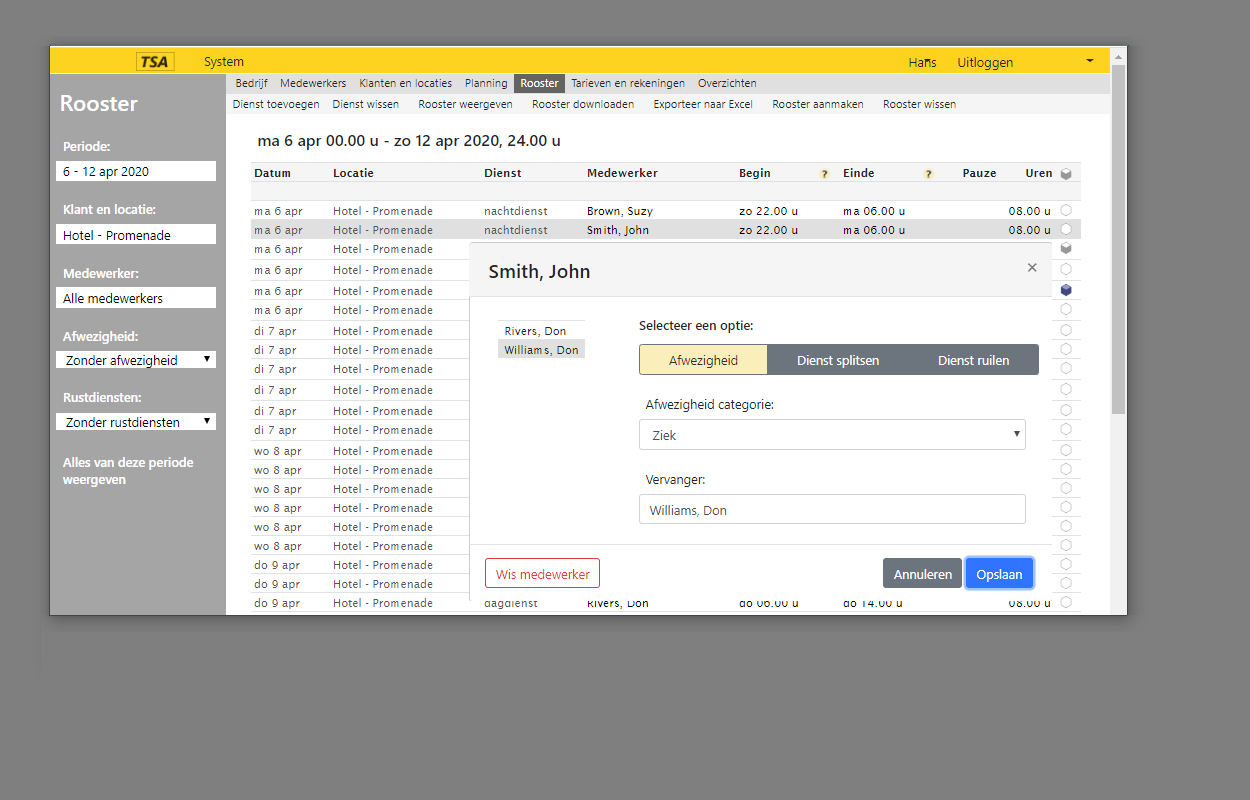 TSA System Hans Uitloggen
Bedrijf Medewerkers Klanten en locaties Planning Rooster Tarieven en rekeningen Overzichten
Dienst toevoegen Dienst wissen Rooster weergeven Rooster downloaden Exporteer naar Excel Rooster aanmaken Rooster wissen
Rooster
Periode:
6 - 12 apr 2020
Klant en locatie:
Hotel - Promenade
Medewerker:
Alle medewerkers
Afwezigheid:
Zonder afwezigheid
Rustdiensten:
Zonder rustdiensten
Alles van deze periode
weergeven
ma 6 apr 00.00 u - zo 12 apr 2020, 24.00 u
Datum Locatie Dienst Medewerker Begin ? Einde ? Pauze Uren
ma 6 apr Hotel - Promenade nachtdienst Brown, Suzy zo 22.00 u ma 06.00 u 08.00 u
ma 6 apr Hotel - Promenade nachtdienst Smith, John zo 22.00 u ma 06.00 u 08.00 u
ma 6 apr Hotel - Promenade
ma 6 apr Hotel - Promenade
ma 6 apr Hotel - Promenade
ma 6 apr Hotel - Promenade
di 7 apr Hotel - Promenade
di 7 apr Hotel - Promenade
di 7 apr Hotel - Promenade
di 7 apr Hotel - Promenade
di 7 apr Hotel - Promenade
di 7 apr Hotel - Promenade
wo 8 apr Hotel - Promenade
wo 8 apr Hotel - Promenade
wo 8 apr Hotel - Promenade
wo 8 apr Hotel - Promenade
wo 8 apr Hotel - Promenade
wo 8 apr Hotel - Promenade
do 9 apr Hotel - Promenade
do 9 apr Hotel - Promenade
do 9 apr Hotel - Promenade dagdienst Rivers, Don do 06.00 u do 14.00 u 08.00 u
Smith, John ×
Rivers, Don
Williams, Don
Selecteer een optie:
Afwezigheid Dienst splitsen Dienst ruilen
Afwezigheid categorie:
Ziek
Vervanger:
Williams, Don
Wis medewerker Annuleren Opslaan